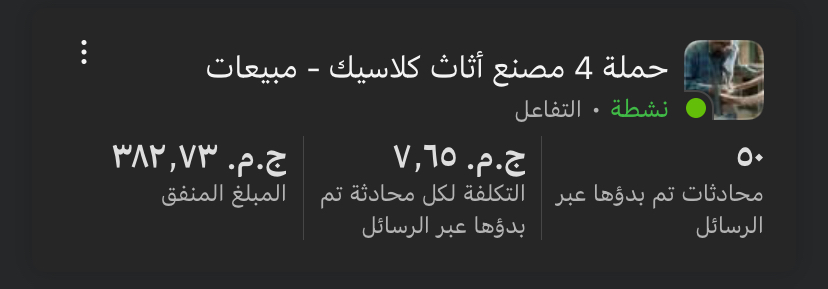 حملة 4 مصنع أثاث كلاسيك - مبيعات
نشطة • التفاعل
٥٠
محادثات تم بدؤها عبر
الرسائل
ج.م. ٧,٦٥
التكلفة لكل محادثة تم
بدؤها عبر الرسائل
ج.م. ٣٨٢,٧٣
المبلغ المنفق